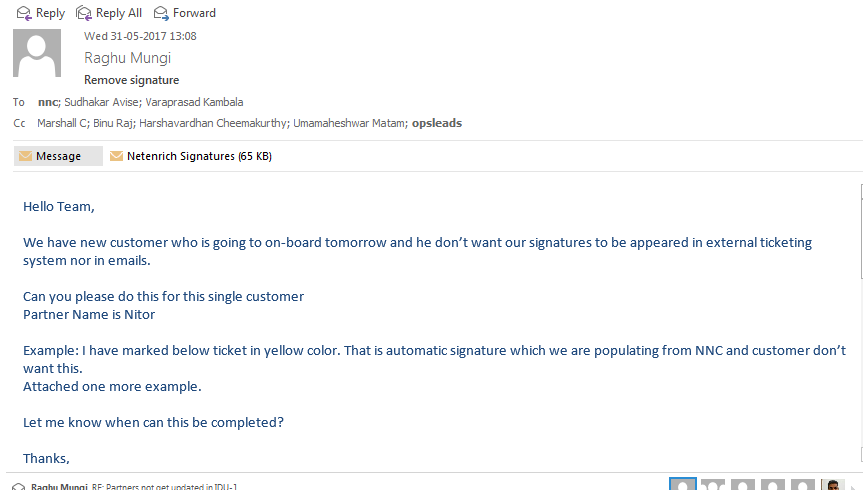 Reply Reply All Forward
Wed 31-05-2017 13:08
Raghu Mungi
Remove signature
To nnc; Sudhakar Avise; Varaprasad Kambala
Cc Marshall C; Binu Raj; Harshavardhan Cheemakurthy; Umamaheshwar Matam; opsleads
Message Netenrich Signatures (65 KB)
Hello Team,
We have new customer who is going to on-board tomorrow and he don't want our signatures to be appeared in external ticketing
system nor in emails.
Can you please do this for this single customer
Partner Name is Nitor
Example: I have marked below ticket in yellow color. That is automatic signature which we are populating from NNC and customer don't
want this.
Attached one more example.
Let me know when can this be completed?
Thanks,
Raghu Mungi RE: Partners not get updated in IDU-1